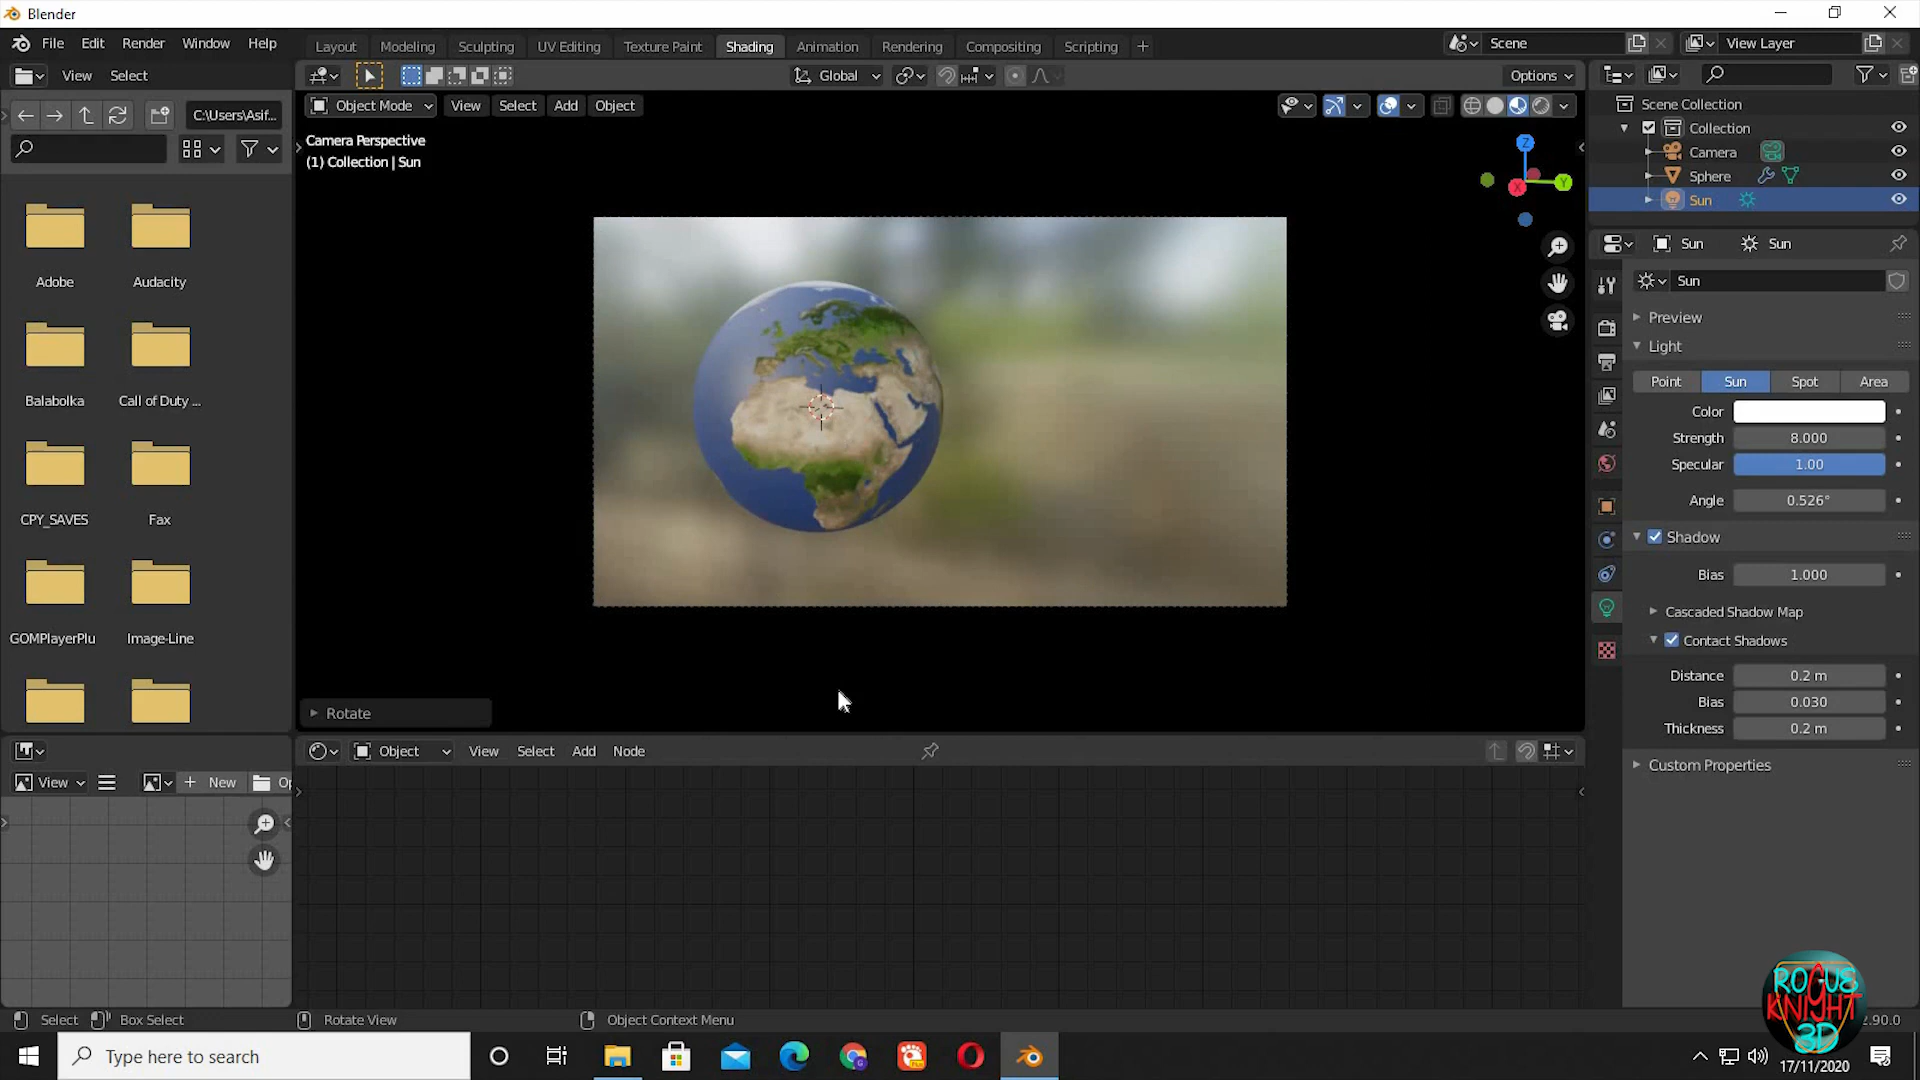 Blender
File Edit Render Window Help
Layout Modeling Sculpting UV Editing Texture Paint Shading Animation Rendering Compositing Scripting
Scene
View Layer
View Select
Global
Options
C:\Users\Asif...
Object Mode View Select Add Object
Camera Perspective
(1) Collection | Sun
Z
X
Y
Adobe
Audacity
Balabolka
Call of Duty ...
CPY_SAVES
Fax
GOMPlayerPlu
Image-Line
Rotate
Scene Collection
Collection
Camera
Sphere
Sun
Sun Sun
Sun
Preview
Light
Point Sun Spot Area
Color
Strength 8.000
Specular 1.00
Angle 0.526°
Shadow
Bias 1.000
Cascaded Shadow Map
Contact Shadows
Distance 0.2 m
Bias 0.030
Thickness 0.2 m
Custom Properties
Object View Select Add Node
View New Op
Select Box Select Rotate View Object Context Menu
2.90.0
ROGUE
KNIGHT
3D
Type here to search
17/11/2020